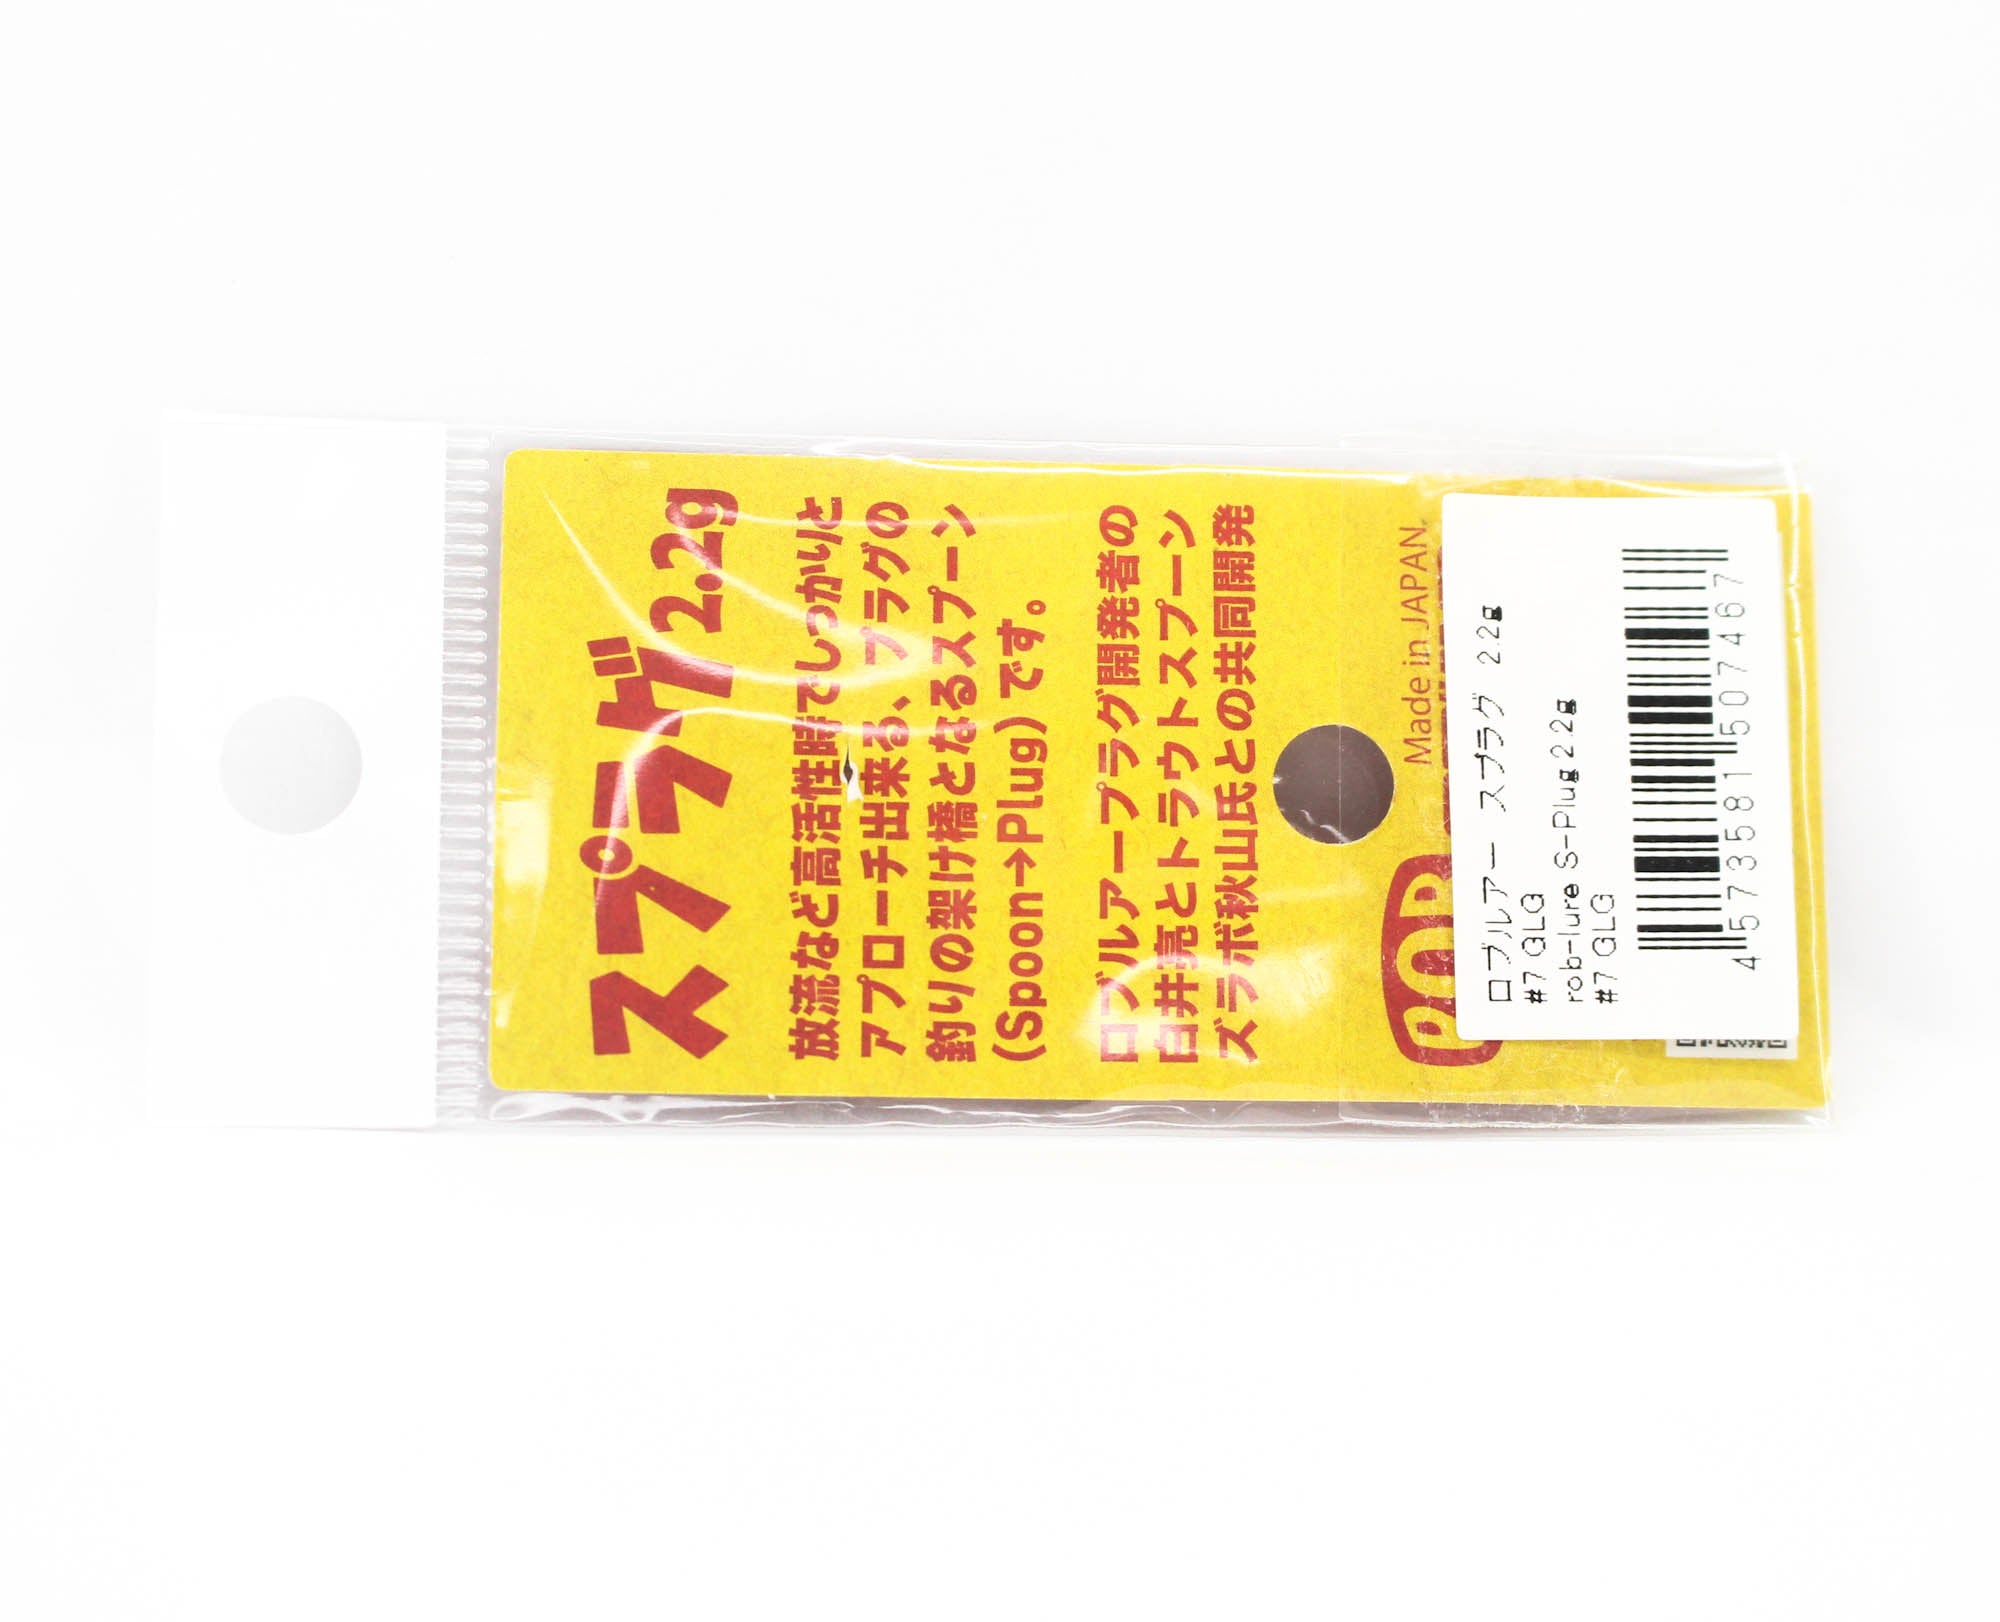 スプラグ 2.2g
放流など高活性時でしっかりと
アプローチ出来る、プラグの
釣りの架け橋となるスプーン
(Spoon→Plug)です。
ロブルアープラグ開発者の
白井亮とトラウトスプーン
ズラボ秋山氏との共同開発
Made in JAPAN
ROB
ロブルアー スプラグ 2.2g
#7 GLG
rob-lure S-Plug 2.2g
#7 GLG
4573581507467